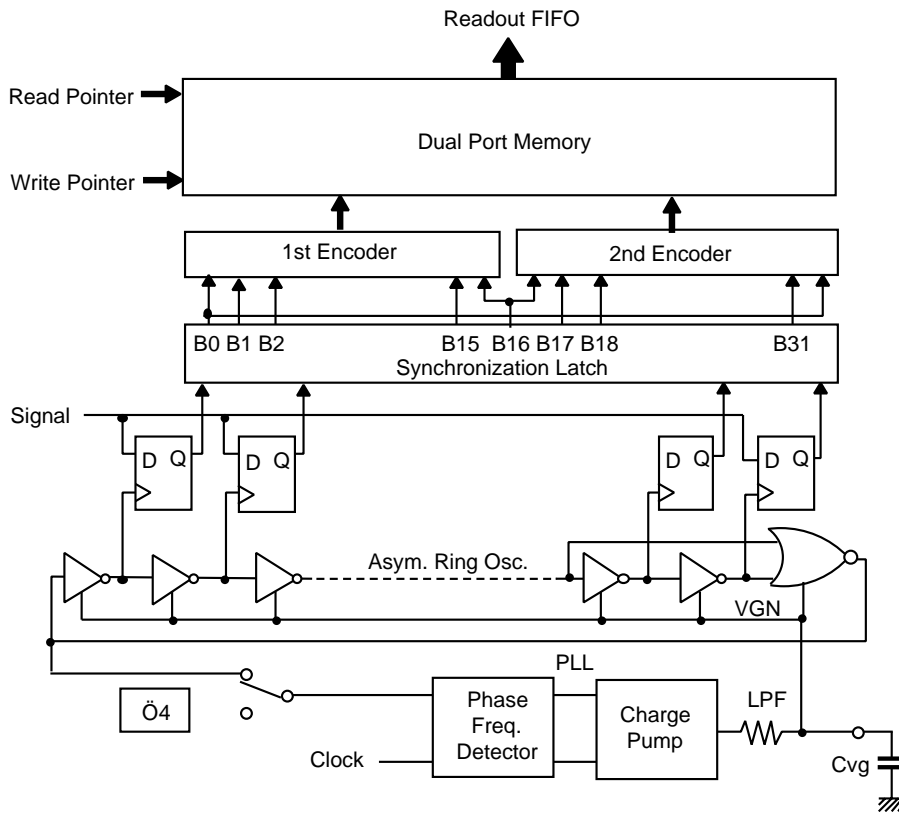 Readout FIFO
Read Pointer
Dual Port Memory
Write Pointer
1st Encoder
2nd Encoder
B0 B1 B2 B15 B16 B17 B18 B31
Synchronization Latch
Signal
D Q
D Q
D Q
D Q
Asym. Ring Osc.
VGN
PLL
LPF
Ö4
Phase
Freq.
Detector
Charge
Pump
Clock
Cvg